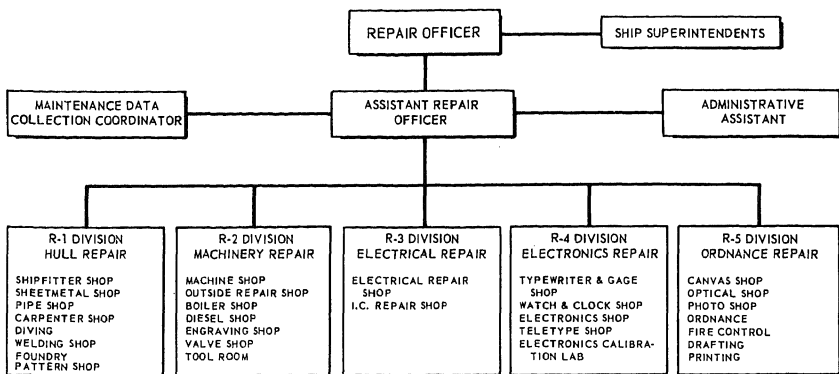 REPAIR OFFICER
SHIP SUPERINTENDENTS
MAINTENANCE DATA
COLLECTION COORDINATOR
ASSISTANT REPAIR
OFFICER
ADMINISTRATIVE
ASSISTANT
R-1 DIVISION
HULL REPAIR
SHIPFITTER SHOP
SHEETMETAL SHOP
PIPE SHOP
CARPENTER SHOP
DIVING
WELDING SHOP
FOUNDRY
PATTERN SHOP
R-2 DIVISION
MACHINERY REPAIR
MACHINE SHOP
OUTSIDE REPAIR SHOP
BOILER SHOP
DIESEL SHOP
ENGRAVING SHOP
VALVE SHOP
TOOL ROOM
R-3 DIVISION
ELECTRICAL REPAIR
ELECTRICAL REPAIR
SHOP
I.C. REPAIR SHOP
R-4 DIVISION
ELECTRONICS REPAIR
TYPEWRITER & GAGE
SHOP
WATCH & CLOCK SHOP
ELECTRONICS SHOP
TELETYPE SHOP
ELECTRONICS CALIBRA-
TION LAB
R-5 DIVISION
ORDNANCE REPAIR
CANVAS SHOP
OPTICAL SHOP
PHOTO SHOP
ORDNANCE
FIRE CONTROL
DRAFTING
PRINTING